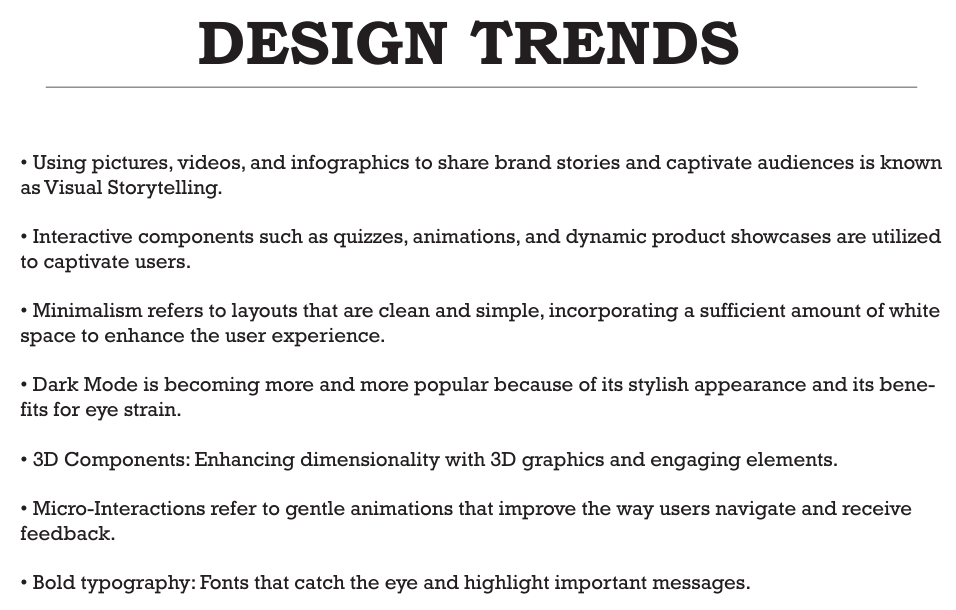 DESIGN TRENDS
• Using pictures, videos, and infographics to share brand stories and captivate audiences is known
as Visual Storytelling.
• Interactive components such as quizzes, animations, and dynamic product showcases are utilized
to captivate users.
• Minimalism refers to layouts that are clean and simple, incorporating a sufficient amount of white
space to enhance the user experience.
• Dark Mode is becoming more and more popular because of its stylish appearance and its bene-
fits for eye strain.
• 3D Components: Enhancing dimensionality with 3D graphics and engaging elements.
• Micro-Interactions refer to gentle animations that improve the way users navigate and receive
feedback.
• Bold typography: Fonts that catch the eye and highlight important messages.